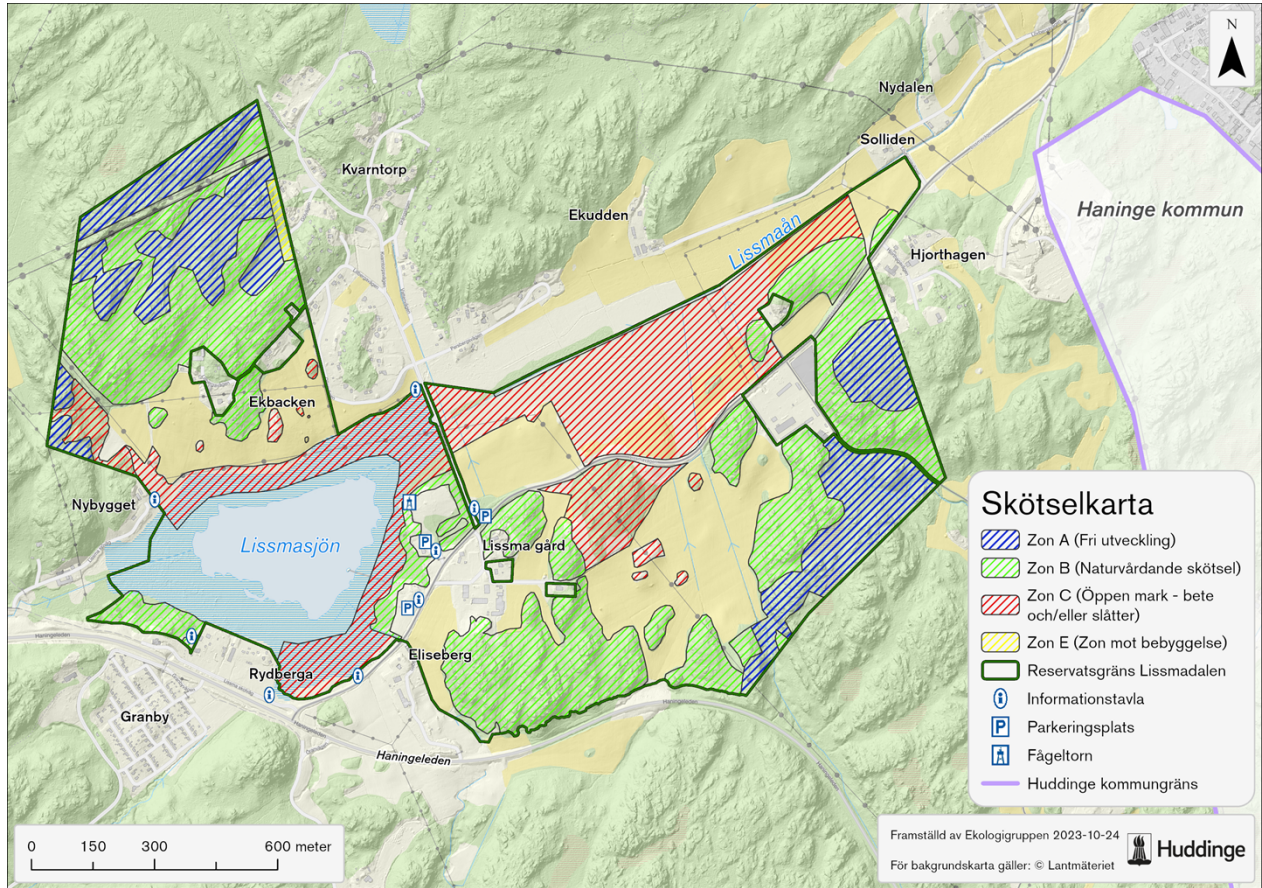 N
Nydalen
Solliden
Kvarntorp
Haninge kommun
Ekudden
Lissmaån
Hjorthagen
Ekbacken
Nybygget
Lissmasjön
Lissma gård
P
P
P
Eliseberg
Rydberga
Granby
Haningeleden
Haningeleden
Haningeleden
Haningeleden
Skötselkarta
Zon A (Fri utveckling)
Zon B (Naturvårdande skötsel)
Zon C (Öppen mark - bete
och/eller slåtter)
Zon E (Zon mot bebyggelse)
Reservatsgräns Lissmadalen
i Informationstavla
P Parkeringsplats
Fågeltorn
Huddinge kommungräns
0 150 300 600 meter
Framställd av Ekologigruppen 2023-10-24
För bakgrundskarta gäller: © Lantmäteriet
Huddinge